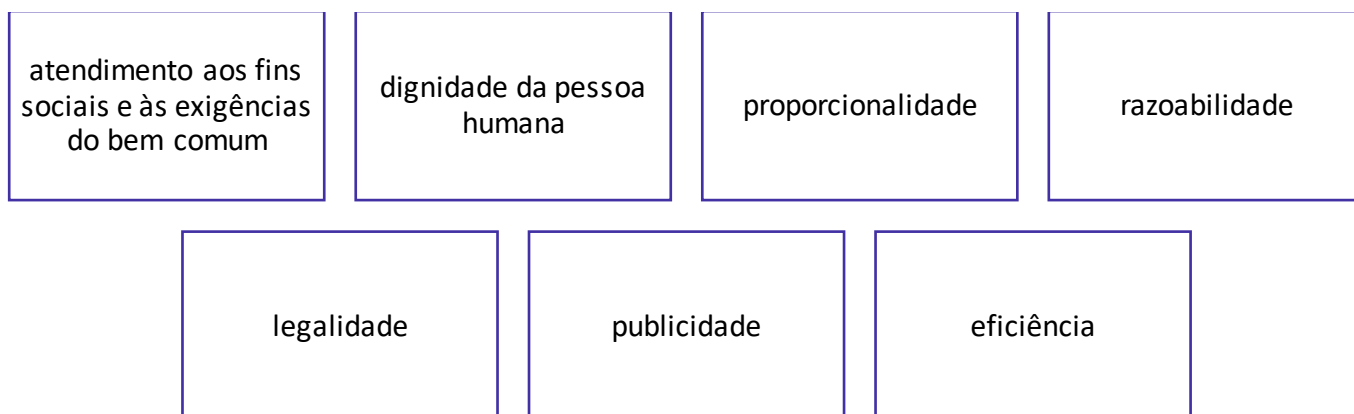 atendimento aos fins
sociais e às exigências
do bem comum
dignidade da pessoa
humana
proporcionalidade
razoabilidade
legalidade
publicidade
eficiência